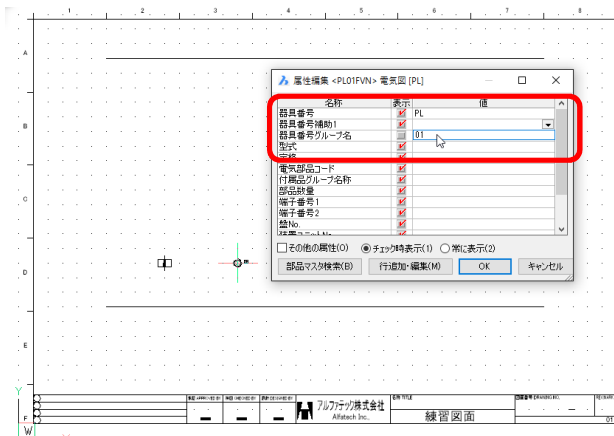 1 2 3 4 5 6 7 8
A
属性編集 <PL01FVN> 電気図 [PL]
名称 表示 値
器具番号 PL
B
器具番号補助1
器具番号グループ名 01
型式
定格
電気部品コード
付属品グループ名称
C
部品数量
端子番号1
端子番号2
盤No.
その他の属性(O) チェック時表示(1) 常に表示(2)
D
部品マスタ検索(B) 行追加・編集(M) OK キャンセル
E
Y
アルファテック株式会社
Alfatech Inc.
名称 TITLE
練習図面
F
01
W